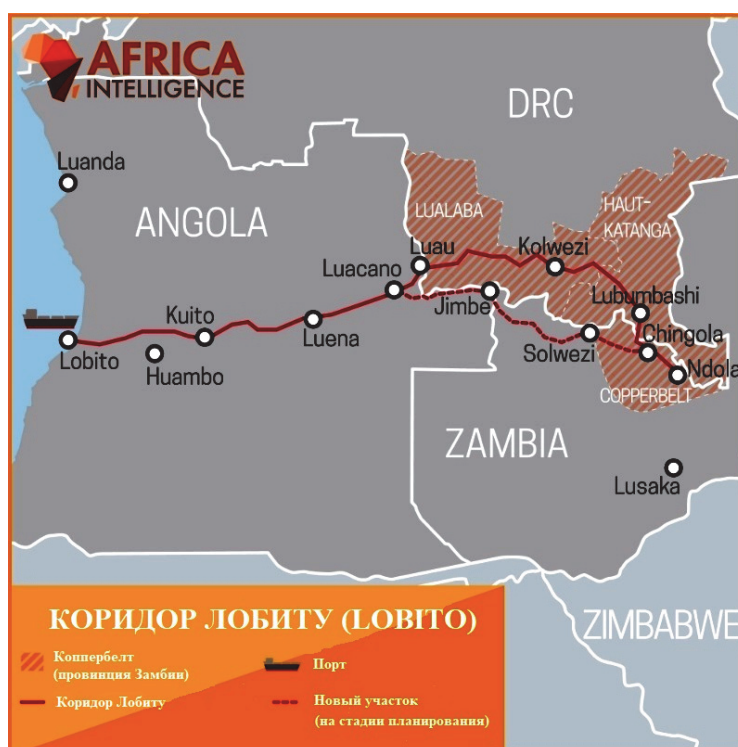 AFRICA
INTELLIGENCE
DRC
Luanda
ANGOLA
LUALABA
HAUT-
KATANGA
Luau
Kolwezi
Luacano
Jimbe
Lubumbashi
Kuito
Luena
Chingola
Lobito
Solwezi
Huambo
Ndola
COPPERBELT
ZAMBIA
Lusaka
КОРИДОР ЛОБИТУ (LOBITO)
ZIMBABWE
Копπербелт
(провинция Замбии)
Порт
Коридор Лобиту
Новый участок
(на стадии планирования)